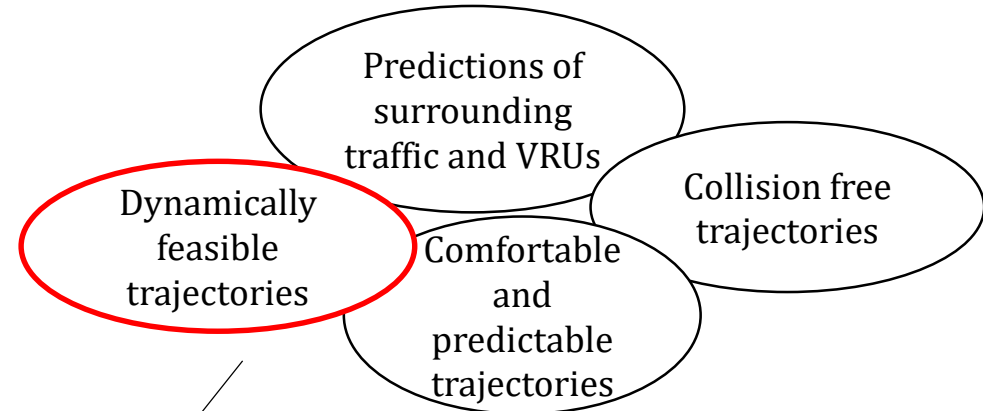 Predictions of
surrounding
traffic and VRUs
Dynamically
feasible
trajectories
Collision free
trajectories
Comfortable
and
predictable
trajectories